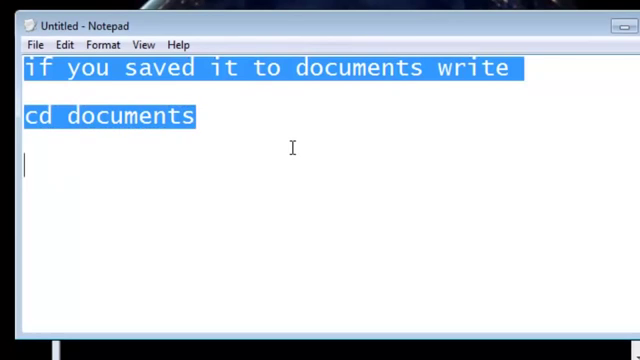 Untitled - Notepad
File Edit Format View Help
if you saved it to documents write
cd documents